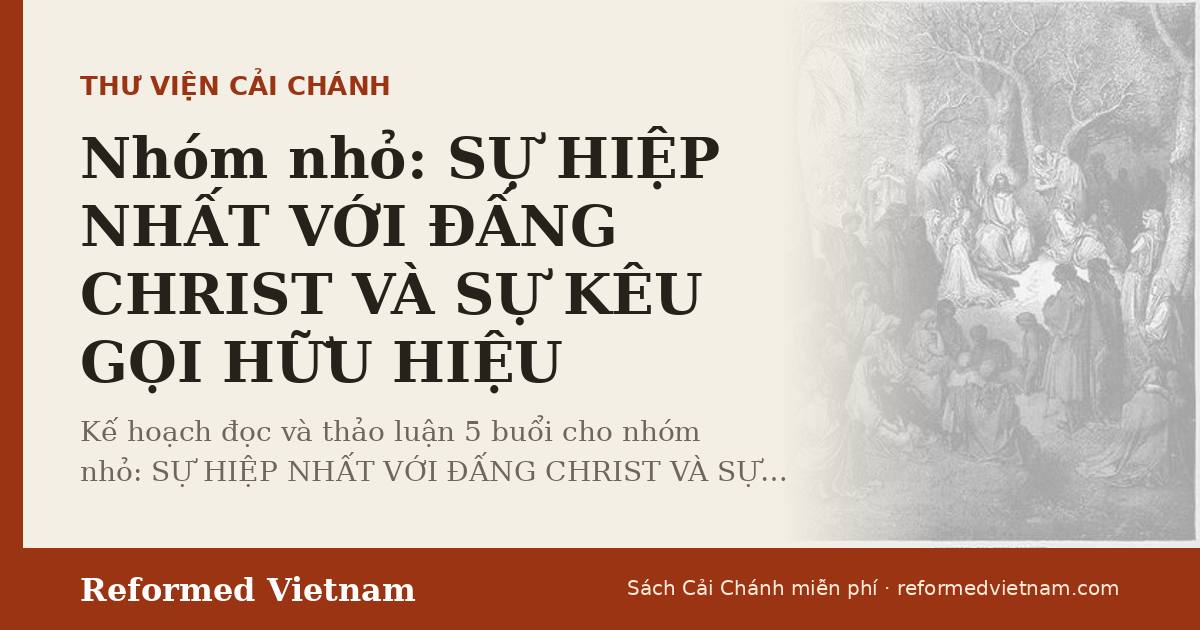 THƯ VIỆN CẢI CHÁNH
Nhóm nhỏ: SỰ HIỆP
NHẤT VỚI ĐẤNG
CHRIST VÀ SỰ KÊU
GỌI HỮU HIỆU
Kế hoạch đọc và thảo luận 5 buổi cho nhóm
nhỏ: SỰ HIỆP NHẤT VỚI ĐẤNG CHRIST VÀ SỰ...
Reformed Vietnam
Sách Cải Chánh miễn phí · reformedvietnam.com